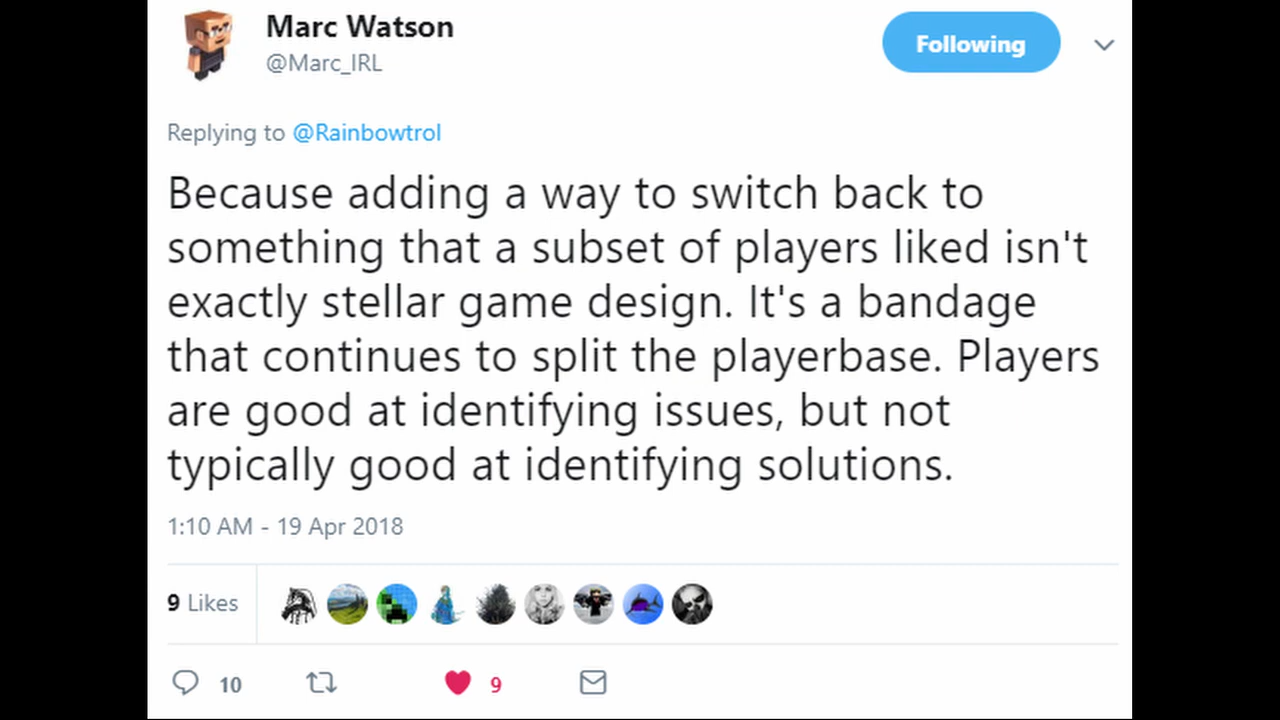 Marc Watson
@Marc_IRL
Following
Replying to @Rainbowtrol
Because adding a way to switch back to
something that a subset of players liked isn't
exactly stellar game design. It's a bandage
that continues to split the playerbase. Players
are good at identifying issues, but not
typically good at identifying solutions.
1:10 AM - 19 Apr 2018
9 Likes
10
9